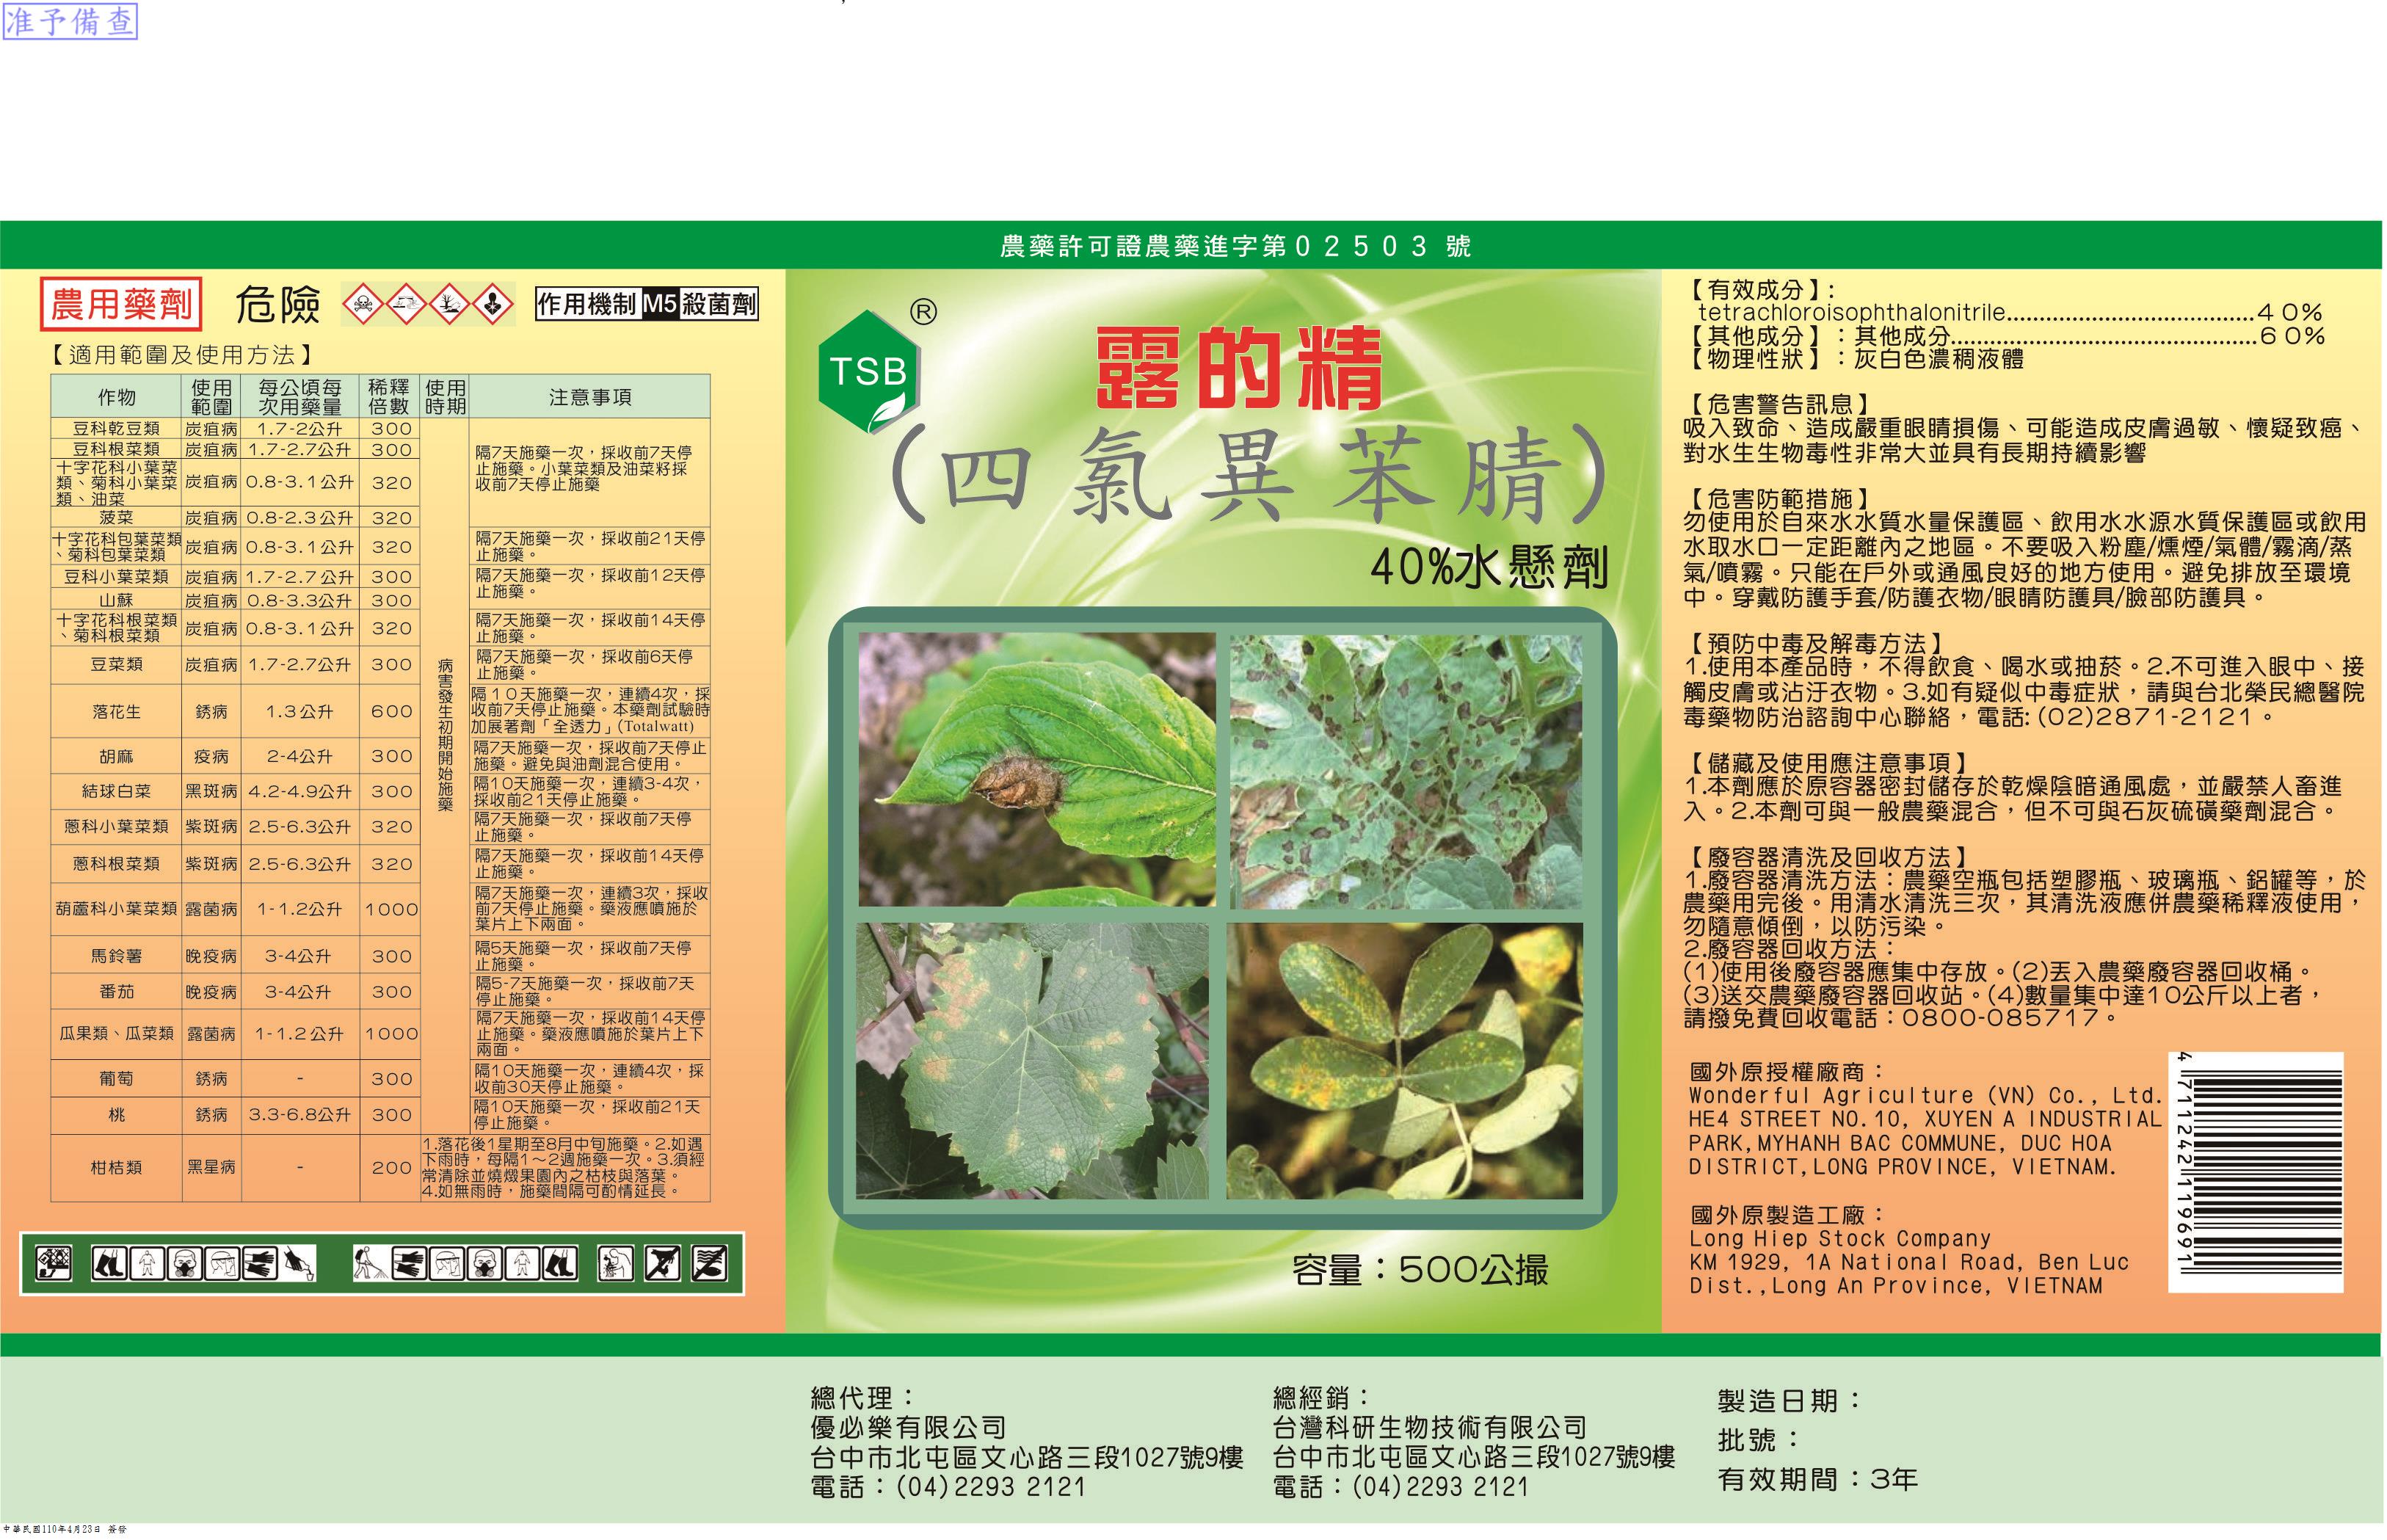 准予備查
農藥許可證農藥進字第02503 號
農用藥劑
危險
作用機制 M5 殺菌劑
【適用範圍及使用方法】
作物 使用範圍 每公頃每次用藥量 稀釋倍數 使用時期 注意事項
病害發生初期開始施藥
豆科乾豆類 炭疽病 1.7-2公升 300
豆科根菜類 炭疽病 1.7-2.7公升 300
十字花科小葉菜
類、菊科小葉菜
類、油菜
炭疽病 0.8-3.1公升 320
菠菜 炭疽病 0.8-2.3公升 320
隔7天施藥一次，採收前7天停
止施藥。小葉菜類及油菜籽採
收前7天停止施藥
十字花科包葉菜類
、菊科包葉菜類
炭疽病 0.8-3.1公升 320
隔7天施藥一次，採收前21天停
止施藥。
豆科小葉菜類 炭疽病 1.7-2.7公升 300
山蘇 炭疽病 0.8-3.3公升 300
隔7天施藥一次，採收前12天停
止施藥。
十字花科根菜類
、菊科根菜類
炭疽病 0.8-3.1公升 320
隔7天施藥一次，採收前14天停
止施藥。
豆菜類 炭疽病 1.7-2.7公升 300
隔7天施藥一次，採收前6天停
止施藥。
落花生 銹病 1.3公升 600
隔10天施藥一次，連續4次，採
收前7天停止施藥。本藥劑試驗時
加展著劑「全透力」(Totalwatt)
胡麻 疫病 2-4公升 300
隔7天施藥一次，採收前7天停止
施藥。避免與油劑混合使用。
結球白菜 黑斑病 4.2-4.9公升 300
隔10天施藥一次，連續3-4次，
採收前21天停止施藥。
蔥科小葉菜類 紫斑病 2.5-6.3公升 320
隔7天施藥一次，採收前7天停
止施藥。
蔥科根菜類 紫斑病 2.5-6.3公升 320
隔7天施藥一次，採收前14天停
止施藥。
葫蘆科小葉菜類 露菌病 1-1.2公升 1000
隔7天施藥一次，連續3次，採收
前7天停止施藥。藥液應噴施於
葉片上下兩面。
馬鈴薯 晚疫病 3-4公升 300
隔5天施藥一次，採收前7天停
止施藥。
番茄 晚疫病 3-4公升 300
隔5-7天施藥一次，採收前7天
停止施藥。
瓜果類、瓜菜類 露菌病 1-1.2公升 1000
隔7天施藥一次，採收前14天停
止施藥。藥液應噴施於葉片上下
兩面。
葡萄 銹病 - 300
隔10天施藥一次，連續4次，採
收前30天停止施藥。
桃 銹病 3.3-6.8公升 300
隔10天施藥一次，採收前21天
停止施藥。
柑桔類 黑星病 - 200
1.落花後1星期至8月中旬施藥。2.如遇
下雨時，每隔1～2週施藥一次。3.須經
常清除並燒燬果園內之枯枝與落葉。
4.如無雨時，施藥間隔可酌情延長。
TSB ®
露的精
(四氯異苯腈)
40%水懸劑
容量：500公撮
【有效成分】:
tetrachloroisophthalonitrile......................................40%
【其他成分】：其他成分...............................................60%
【物理性狀】：灰白色濃稠液體
【危害警告訊息】
吸入致命、造成嚴重眼睛損傷、可能造成皮膚過敏、懷疑致癌、
對水生生物毒性非常大並具有長期持續影響
【危害防範措施】
勿使用於自來水水質水量保護區、飲用水水源水質保護區或飲用
水取水口一定距離內之地區。不要吸入粉塵/燻煙/氣體/霧滴/蒸
氣/噴霧。只能在戶外或通風良好的地方使用。避免排放至環境
中。穿戴防護手套/防護衣物/眼睛防護具/臉部防護具。
【預防中毒及解毒方法】
1.使用本產品時，不得飲食、喝水或抽菸。2.不可進入眼中、接
觸皮膚或沾汙衣物。3.如有疑似中毒症狀，請與台北榮民總醫院
毒藥物防治諮詢中心聯絡，電話:(02)2871-2121。
【儲藏及使用應注意事項】
1.本劑應於原容器密封儲存於乾燥陰暗通風處，並嚴禁人畜進
入。2.本劑可與一般農藥混合，但不可與石灰硫磺藥劑混合。
【廢容器清洗及回收方法】
1.廢容器清洗方法：農藥空瓶包括塑膠瓶、玻璃瓶、鋁罐等，於
農藥用完後。用清水清洗三次，其清洗液應併農藥稀釋液使用，
勿隨意傾倒，以防污染。
2.廢容器回收方法：
(1)使用後廢容器應集中存放。(2)丟入農藥廢容器回收桶。
(3)送交農藥廢容器回收站。(4)數量集中達10公斤以上者，
請撥免費回收電話：0800-085717。
國外原授權廠商：
Wonderful Agriculture (VN) Co., Ltd.
HE4 STREET NO.10, XUYEN A INDUSTRIAL
PARK,MYHANH BAC COMMUNE, DUC HOA
DISTRICT,LONG PROVINCE, VIETNAM.
國外原製造工廠：
Long Hiep Stock Company
KM 1929, 1A National Road, Ben Luc
Dist.,Long An Province, VIETNAM
4 711242 119691
總代理：
優必樂有限公司
台中市北屯區文心路三段1027號9樓
電話：(04)2293 2121
總經銷：
台灣科研生物技術有限公司
台中市北屯區文心路三段1027號9樓
電話：(04)2293 2121
製造日期：
批號：
有效期間：3年
中華民國110年4月23日 簽發